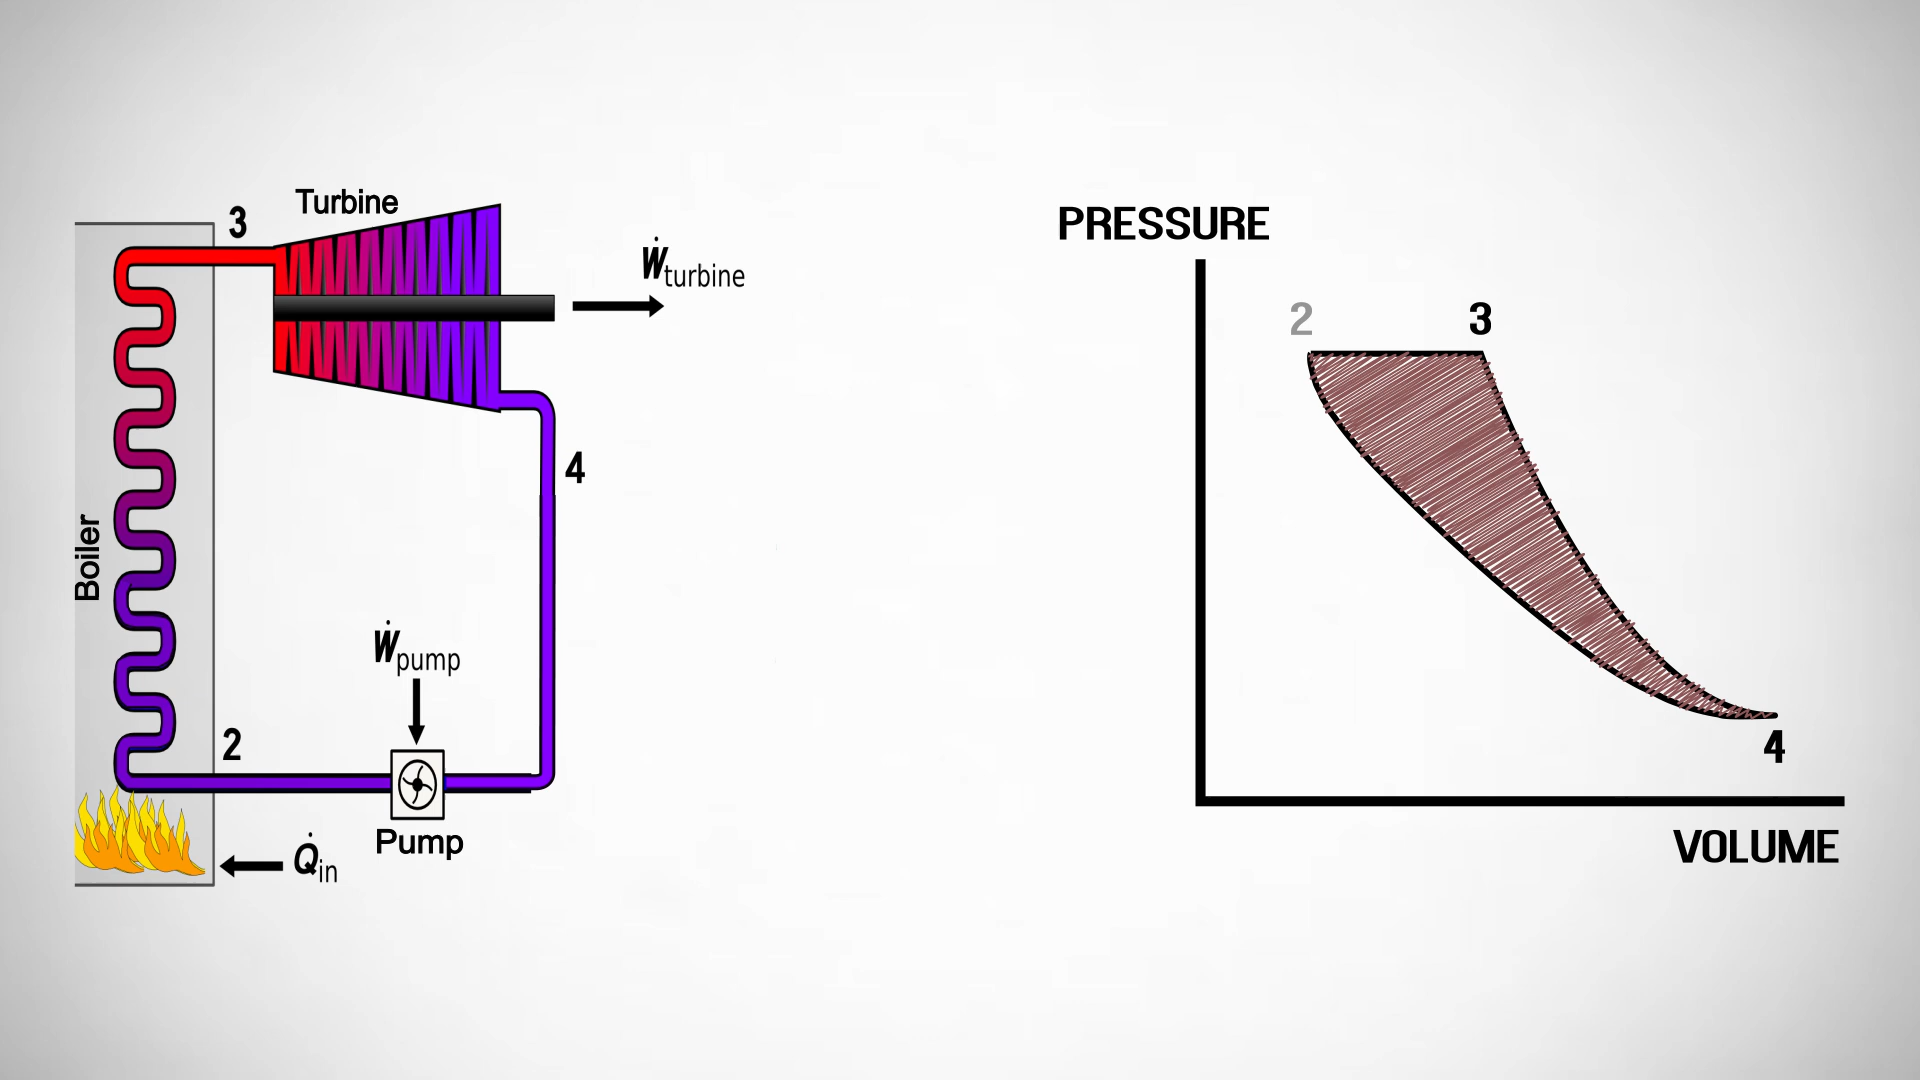 Turbine
3
Ẇturbine
4
Boiler
Ẇpump
2
Pump
Q̇in
PRESSURE
2
3
4
VOLUME